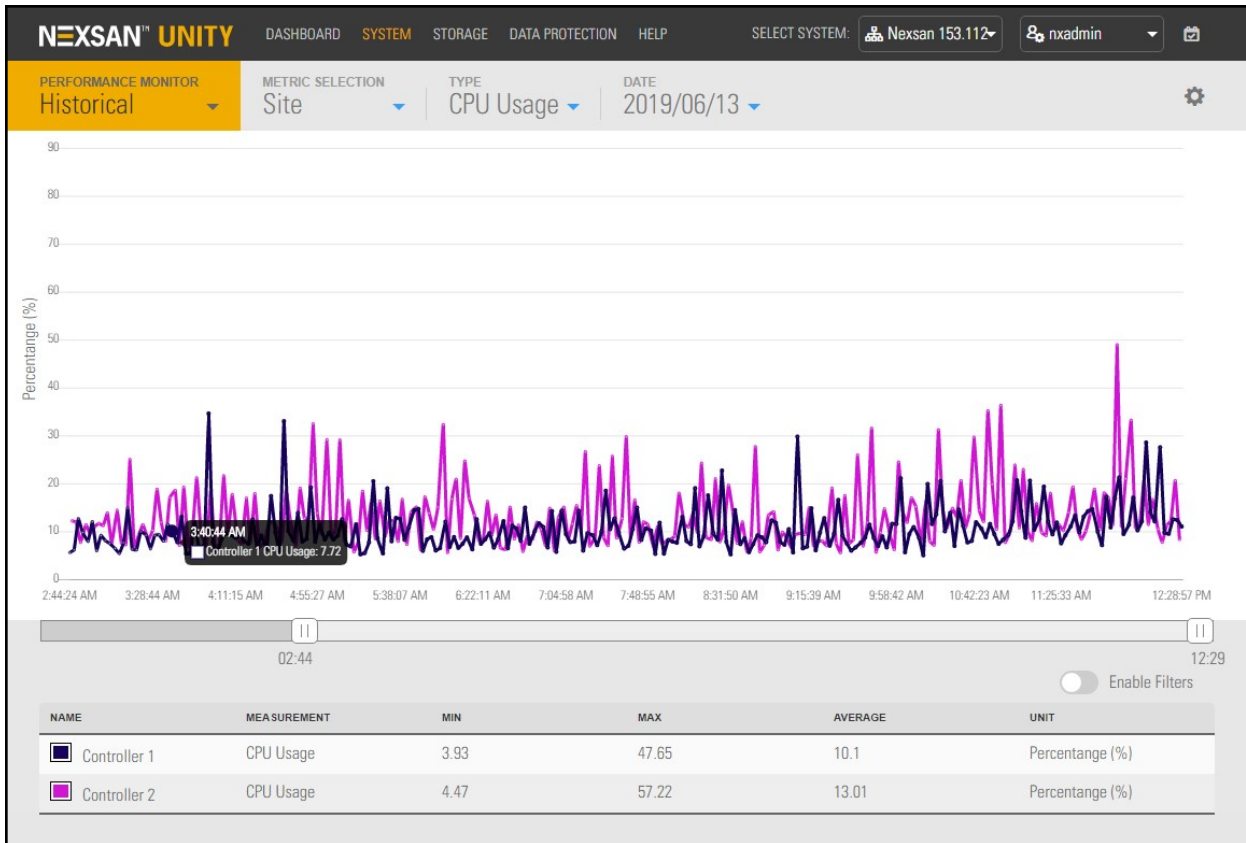 NEXSAN™ UNITY DASHBOARD SYSTEM STORAGE DATA PROTECTION HELP SELECT SYSTEM: Nexsan 153.112 nxadmin
PERFORMANCE MONITOR METRIC SELECTION TYPE DATE
Historical Site CPU Usage 2019/06/13
90
80
70
60
50
40
30
20
10
0
Percentange (%)
3:40:44 AM
Controller 1 CPU Usage: 7.72
2:44:24 AM 3:28:44 AM 4:11:15 AM 4:55:27 AM 5:38:07 AM 6:22:11 AM 7:04:58 AM 7:48:55 AM 8:31:50 AM 9:15:39 AM 9:58:42 AM 10:42:23 AM 11:25:33 AM 12:28:57 PM
02:44 12:29
Enable Filters
NAME MEASUREMENT MIN MAX AVERAGE UNIT
Controller 1 CPU Usage 3.93 47.65 10.1 Percentange (%)
Controller 2 CPU Usage 4.47 57.22 13.01 Percentange (%)